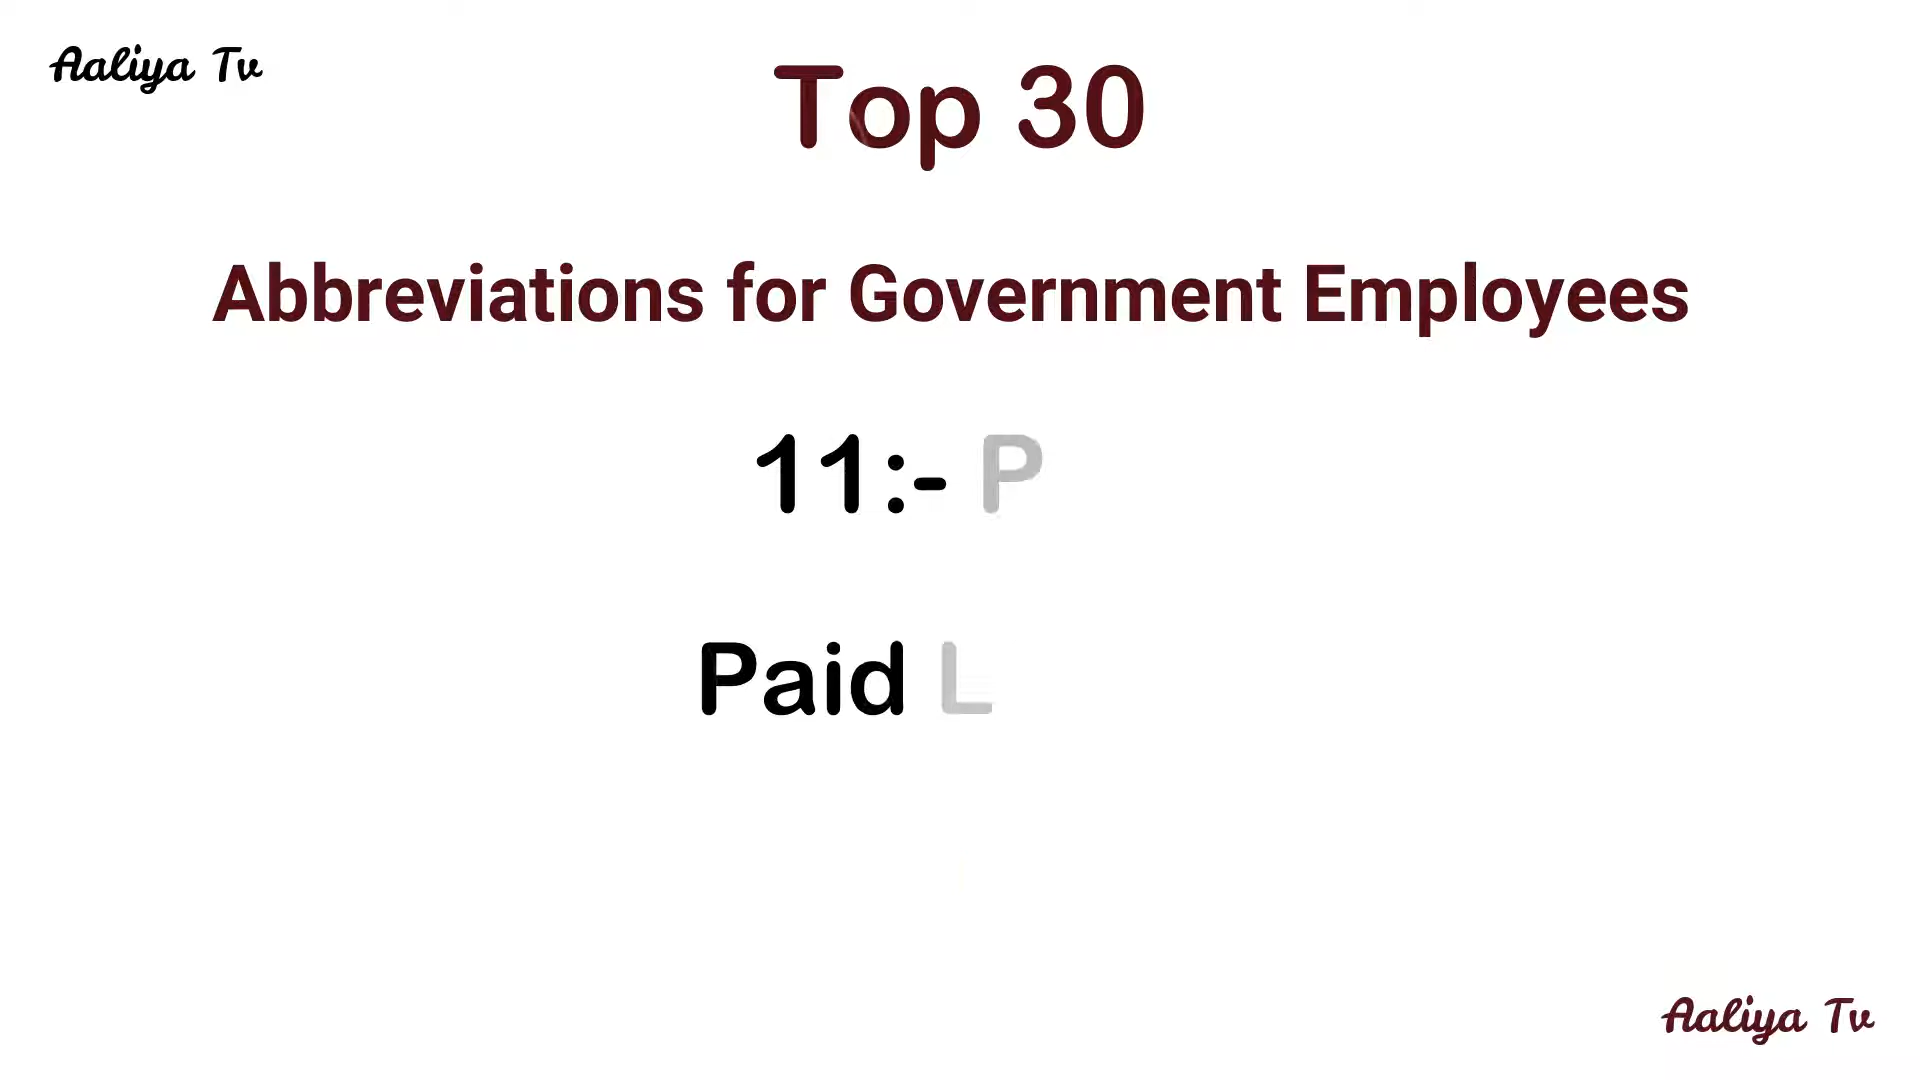 Aaliya Tv
Top 30
Abbreviations for Government Employees
11:- P
Paid L
Aaliya Tv